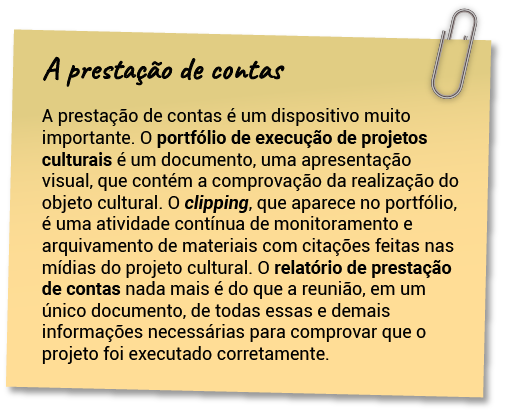 A prestação de contas
A prestação de contas é um dispositivo muito
importante. O portfólio de execução de projetos
culturais é um documento, uma apresentação
visual, que contém a comprovação da realização do
objeto cultural. O clipping, que aparece no portfólio,
é uma atividade contínua de monitoramento e
arquivamento de materiais com citações feitas nas
mídias do projeto cultural. O relatório de prestação
de contas nada mais é do que a reunião, em um
único documento, de todas essas e demais
informações necessárias para comprovar que o
projeto foi executado corretamente.